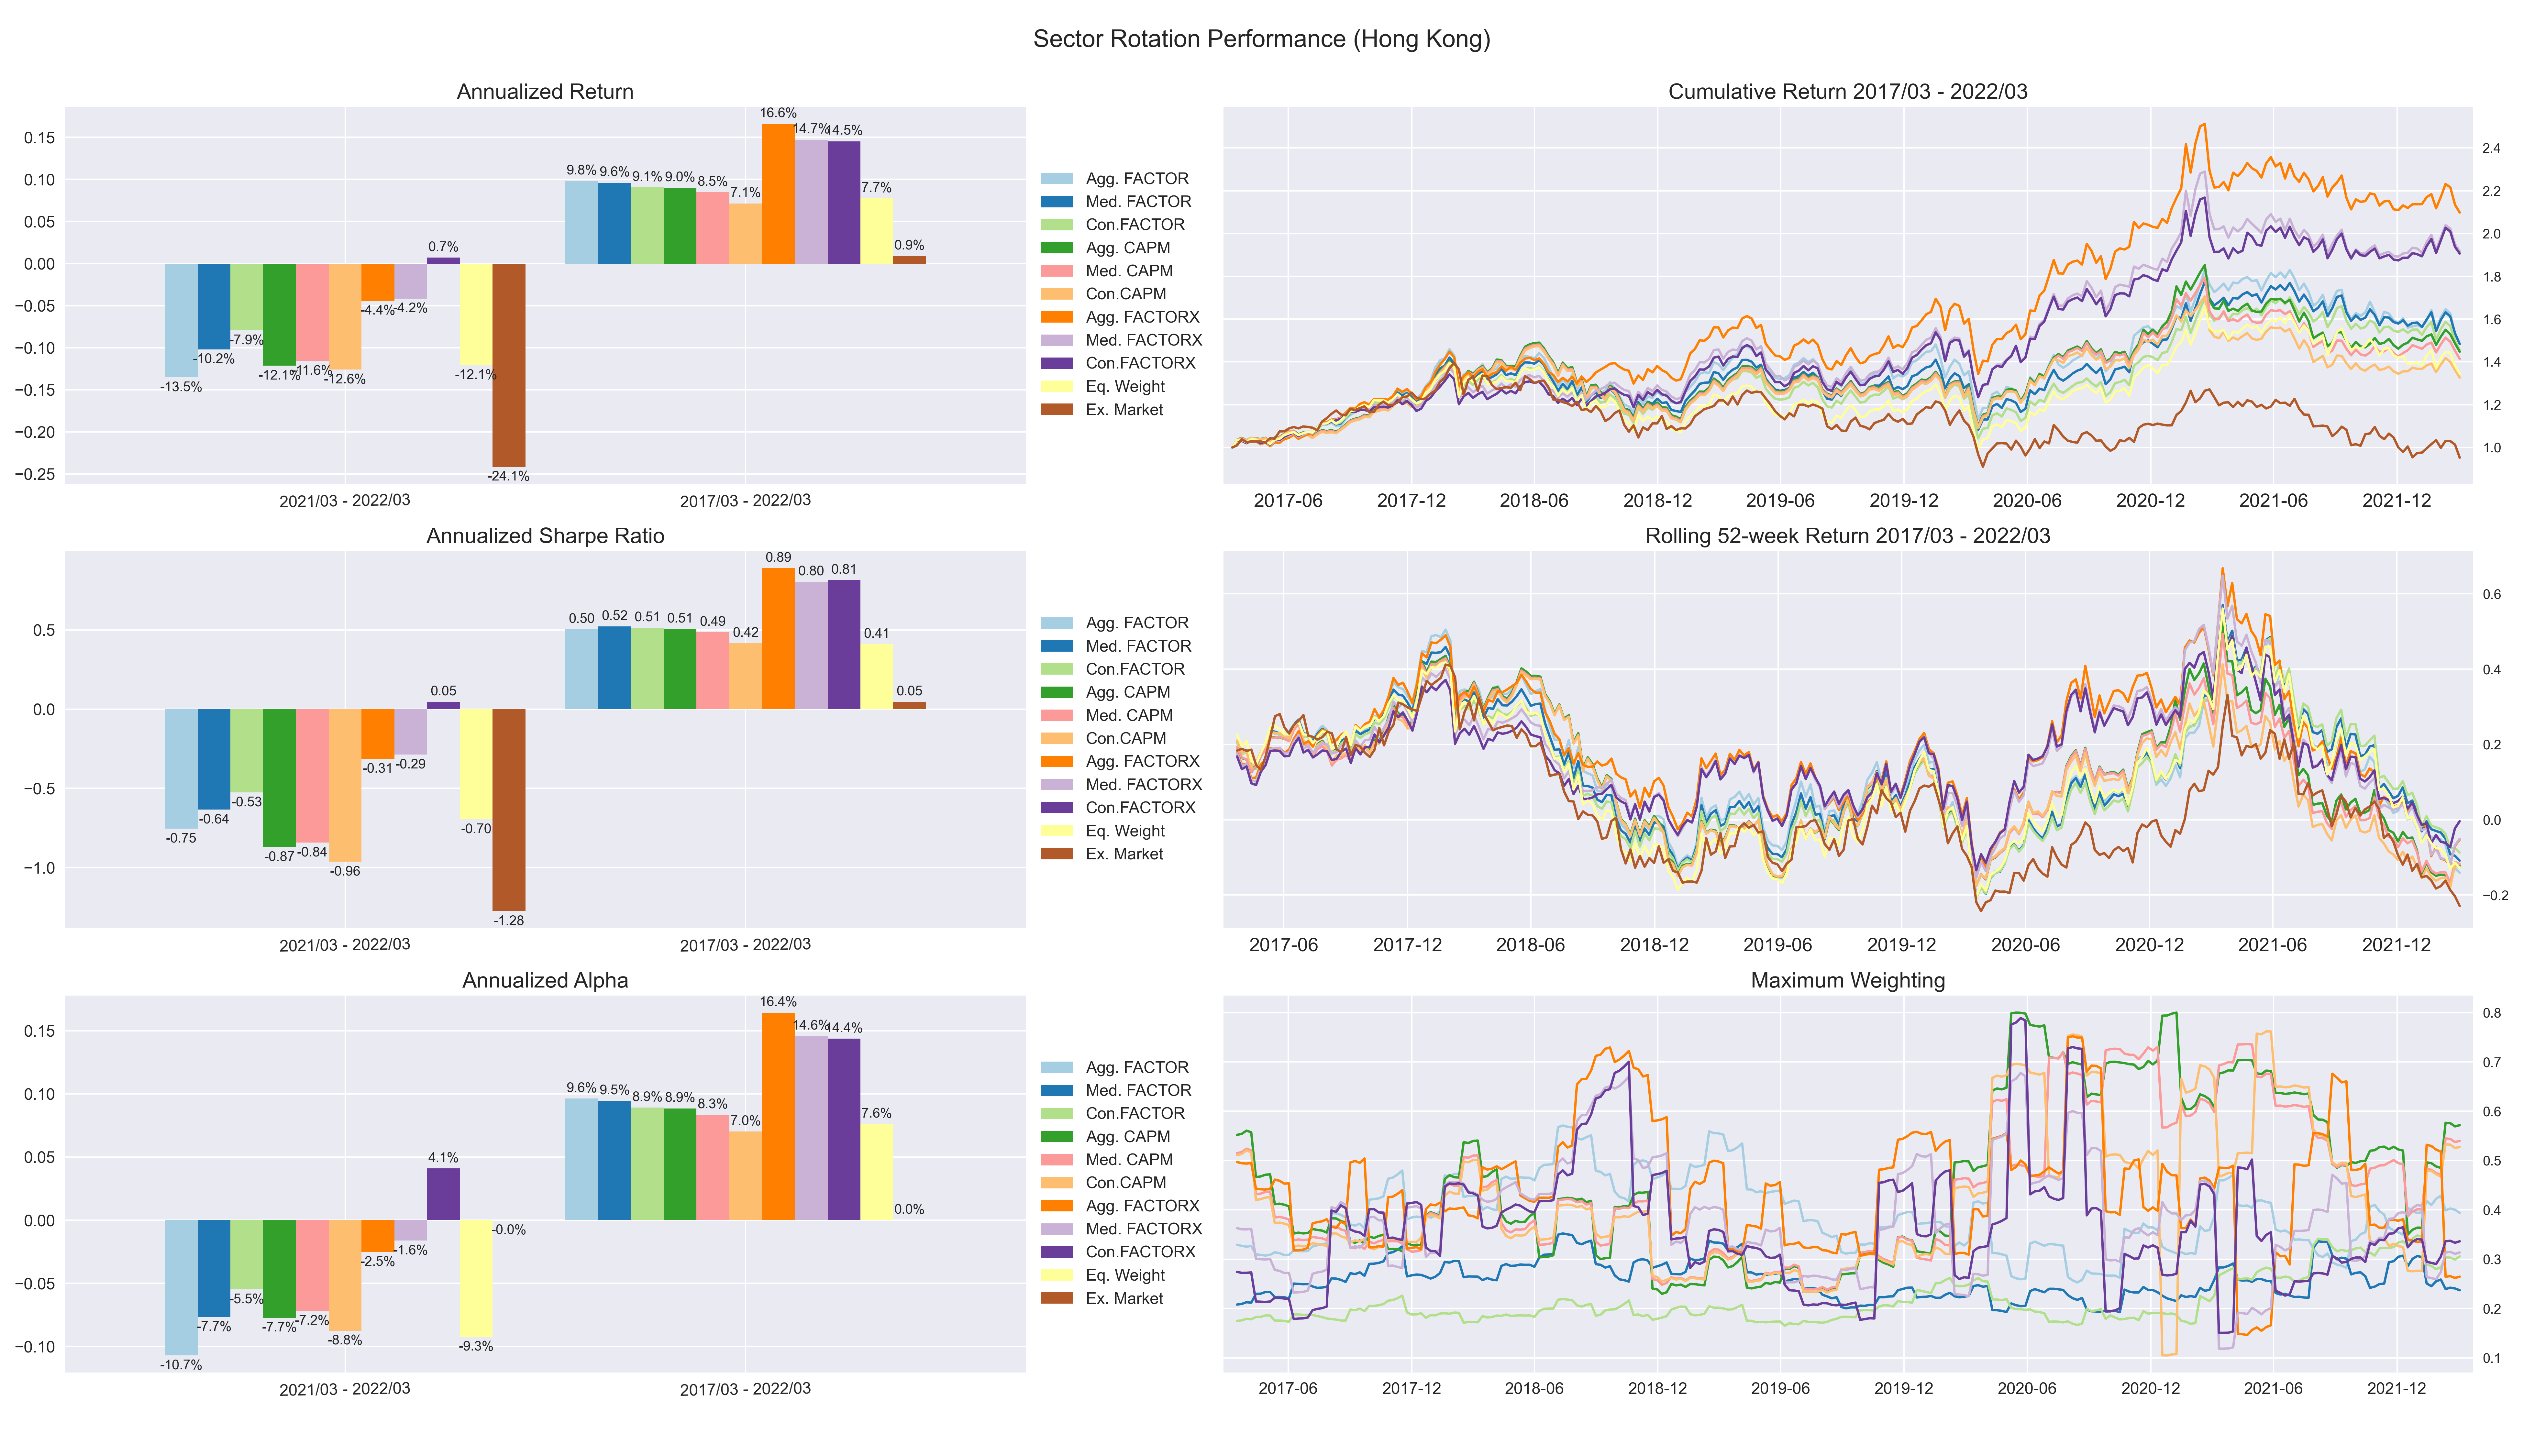 Sector Rotation Performance (Hong Kong)
Annualized Return
0.15
0.10
0.05
0.00
−0.05
−0.10
−0.15
−0.20
−0.25
-13.5%
-10.2%
-7.9%
-12.1%
-11.6%
-12.6%
-4.4%
-4.2%
0.7%
-12.1%
-24.1%
9.8%
9.6%
9.1%
9.0%
8.5%
7.1%
16.6%
14.7%
14.5%
7.7%
0.9%
2021/03 - 2022/03
2017/03 - 2022/03
Agg. FACTOR
Med. FACTOR
Con.FACTOR
Agg. CAPM
Med. CAPM
Con.CAPM
Agg. FACTORX
Med. FACTORX
Con.FACTORX
Eq. Weight
Ex. Market
Cumulative Return 2017/03 - 2022/03
2.4
2.2
2.0
1.8
1.6
1.4
1.2
1.0
2017-06
2017-12
2018-06
2018-12
2019-06
2019-12
2020-06
2020-12
2021-06
2021-12
Annualized Sharpe Ratio
0.5
0.0
−0.5
−1.0
-0.75
-0.64
-0.53
-0.87
-0.84
-0.96
-0.31
-0.29
0.05
-0.70
-1.28
0.50
0.52
0.51
0.51
0.49
0.42
0.89
0.80
0.81
0.41
0.05
2021/03 - 2022/03
2017/03 - 2022/03
Agg. FACTOR
Med. FACTOR
Con.FACTOR
Agg. CAPM
Med. CAPM
Con.CAPM
Agg. FACTORX
Med. FACTORX
Con.FACTORX
Eq. Weight
Ex. Market
Rolling 52-week Return 2017/03 - 2022/03
0.6
0.4
0.2
0.0
−0.2
2017-06
2017-12
2018-06
2018-12
2019-06
2019-12
2020-06
2020-12
2021-06
2021-12
Annualized Alpha
0.15
0.10
0.05
0.00
−0.05
−0.10
-10.7%
-7.7%
-5.5%
-7.7%
-7.2%
-8.8%
-2.5%
-1.6%
4.1%
-9.3%
-0.0%
9.6%
9.5%
8.9%
8.9%
8.3%
7.0%
16.4%
14.6%
14.4%
7.6%
0.0%
2021/03 - 2022/03
2017/03 - 2022/03
Agg. FACTOR
Med. FACTOR
Con.FACTOR
Agg. CAPM
Med. CAPM
Con.CAPM
Agg. FACTORX
Med. FACTORX
Con.FACTORX
Eq. Weight
Ex. Market
Maximum Weighting
0.8
0.7
0.6
0.5
0.4
0.3
0.2
0.1
2017-06
2017-12
2018-06
2018-12
2019-06
2019-12
2020-06
2020-12
2021-06
2021-12